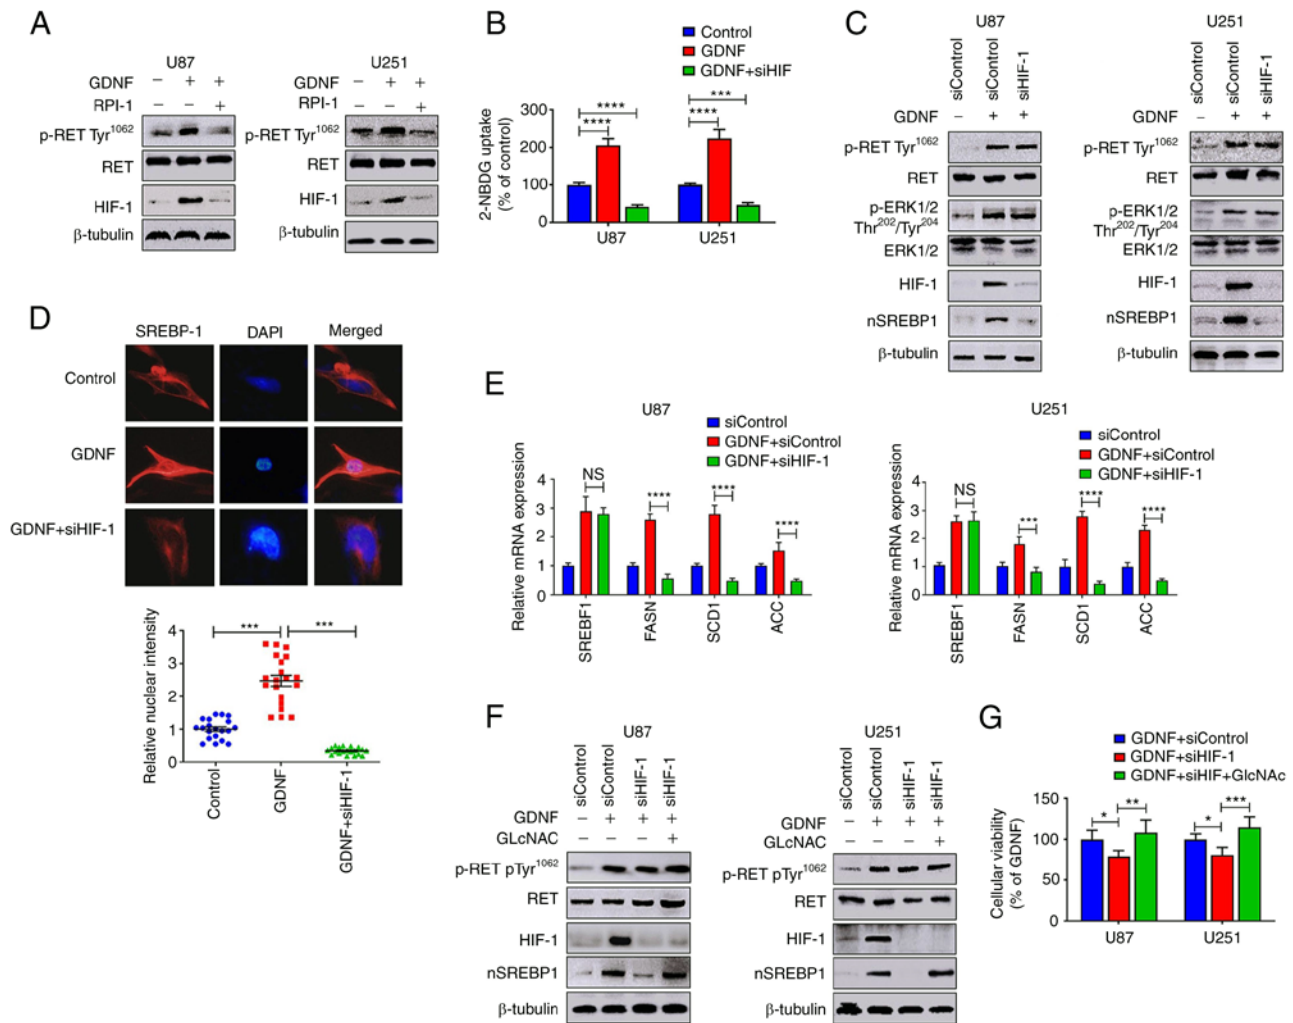 A
U87
GDNF – + +
RPI-1 – – +
p-RET Tyr1062
RET
HIF-1
β-tubulin
U251
GDNF – + +
RPI-1 – – +
p-RET Tyr1062
RET
HIF-1
β-tubulin
B
Control
GDNF
GDNF+siHIF
2-NBDG uptake
(% of control)
300
200
100
0
****
****
****
***
U87
U251
C
U87
siControl
siControl
siHIF-1
GDNF – + +
p-RET Tyr1062
RET
p-ERK1/2
Thr202/Tyr204
ERK1/2
HIF-1
nSREBP1
β-tubulin
U251
siControl
siControl
siHIF-1
GDNF – + +
p-RET Tyr1062
RET
p-ERK1/2
Thr202/Tyr204
ERK1/2
HIF-1
nSREBP1
β-tubulin
D
SREBP-1 DAPI Merged
Control
GDNF
GDNF+siHIF-1
Relative nuclear intensity
4
3
2
1
0
*** ***
Control
GDNF
GDNF+siHIF-1
E
U87
siControl
GDNF+siControl
GDNF+siHIF-1
Relative mRNA expression
4
3
2
1
0
NS
****
****
****
SREBF1
FASN
SCD1
ACC
U251
siControl
GDNF+siControl
GDNF+siHIF-1
Relative mRNA expression
4
3
2
1
0
NS
***
****
****
SREBF1
FASN
SCD1
ACC
F
U87
siControl
siControl
siHIF-1
siHIF-1
GDNF – + + +
GLcNAC – – – +
p-RET pTyr1062
RET
HIF-1
nSREBP1
β-tubulin
U251
siControl
siControl
siHIF-1
siHIF-1
GDNF – + + +
GLcNAC – – – +
p-RET pTyr1062
RET
HIF-1
nSREBP1
β-tubulin
G
GDNF+siControl
GDNF+siHIF-1
GDNF+siHIF+GlcNAc
Cellular viability
(% of GDNF)
150
100
50
0
*
**
*
***
U87
U251